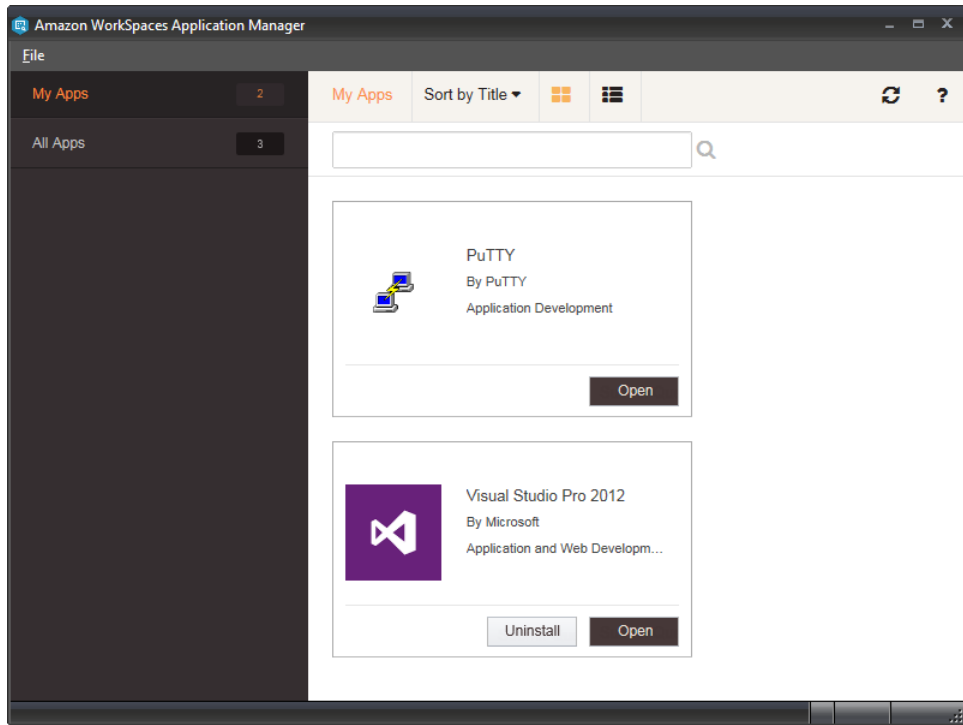 Amazon WorkSpaces Application Manager
File
My Apps 2
All Apps 3
My Apps Sort by Title ?
PuTTY
By PuTTY
Application Development
Open
Visual Studio Pro 2012
By Microsoft
Application and Web Developm...
Uninstall Open